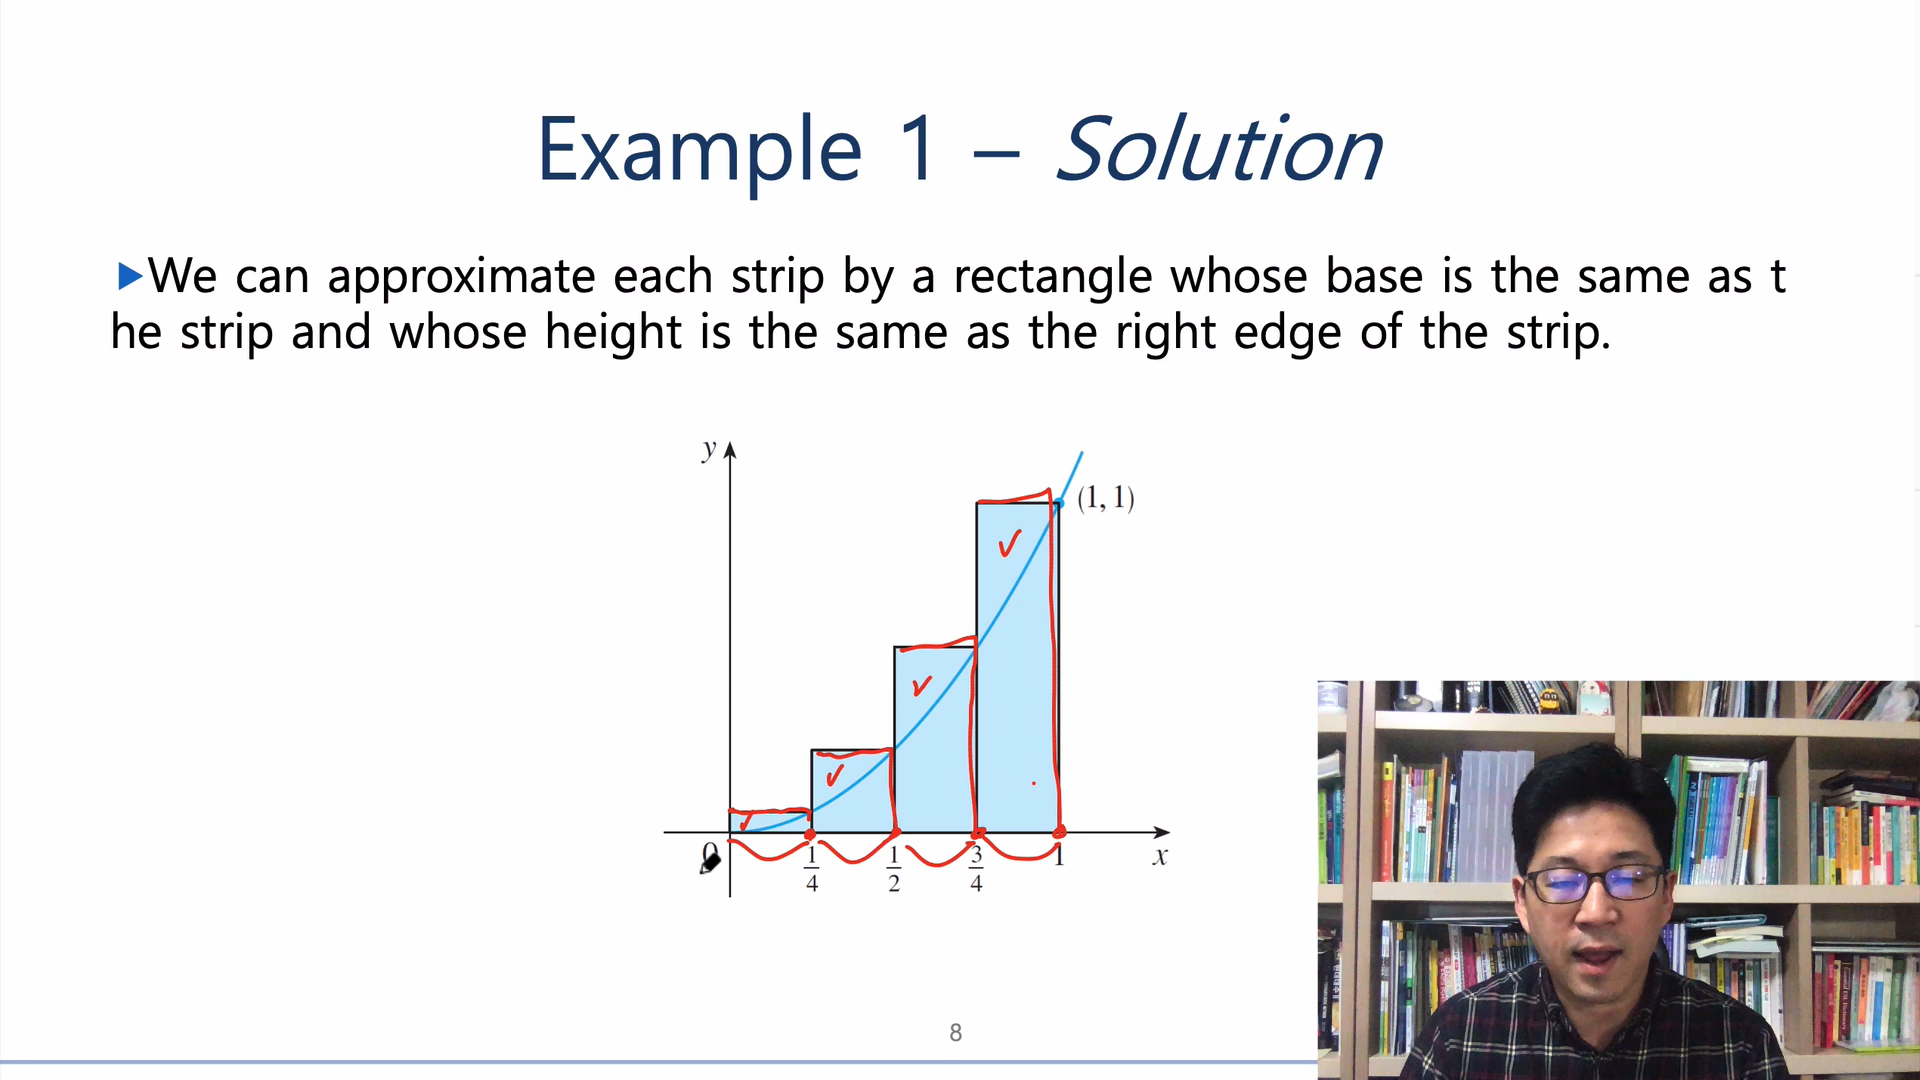 Example 1 – Solution
We can approximate each strip by a rectangle whose base is the same as t
he strip and whose height is the same as the right edge of the strip.
y
(1, 1)
0 1/4 1/2 3/4 1 x
8